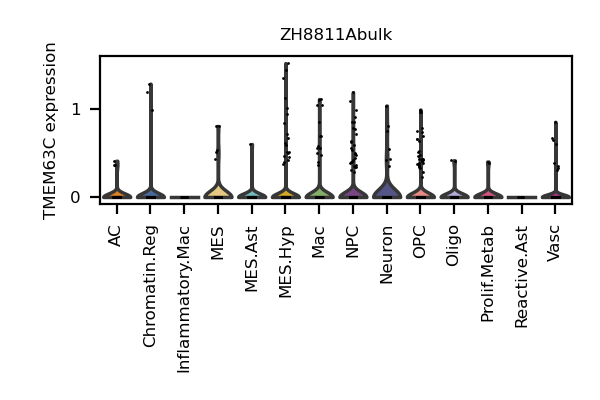 ZH8811Abulk
TMEM63C expression
1
0
AC
Chromatin.Reg
Inflammatory.Mac
MES
MES.Ast
MES.Hyp
Mac
NPC
Neuron
OPC
Oligo
Prolif.Metab
Reactive.Ast
Vasc